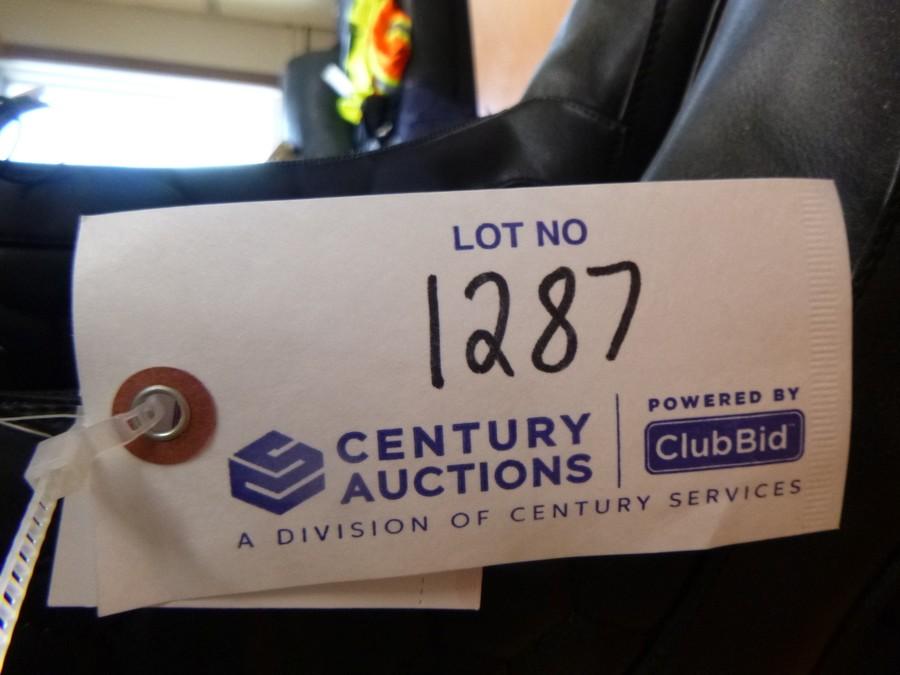 LOT NO
1287
CENTURY
AUCTIONS
POWERED BY
ClubBid
A DIVISION OF CENTURY SERVICES